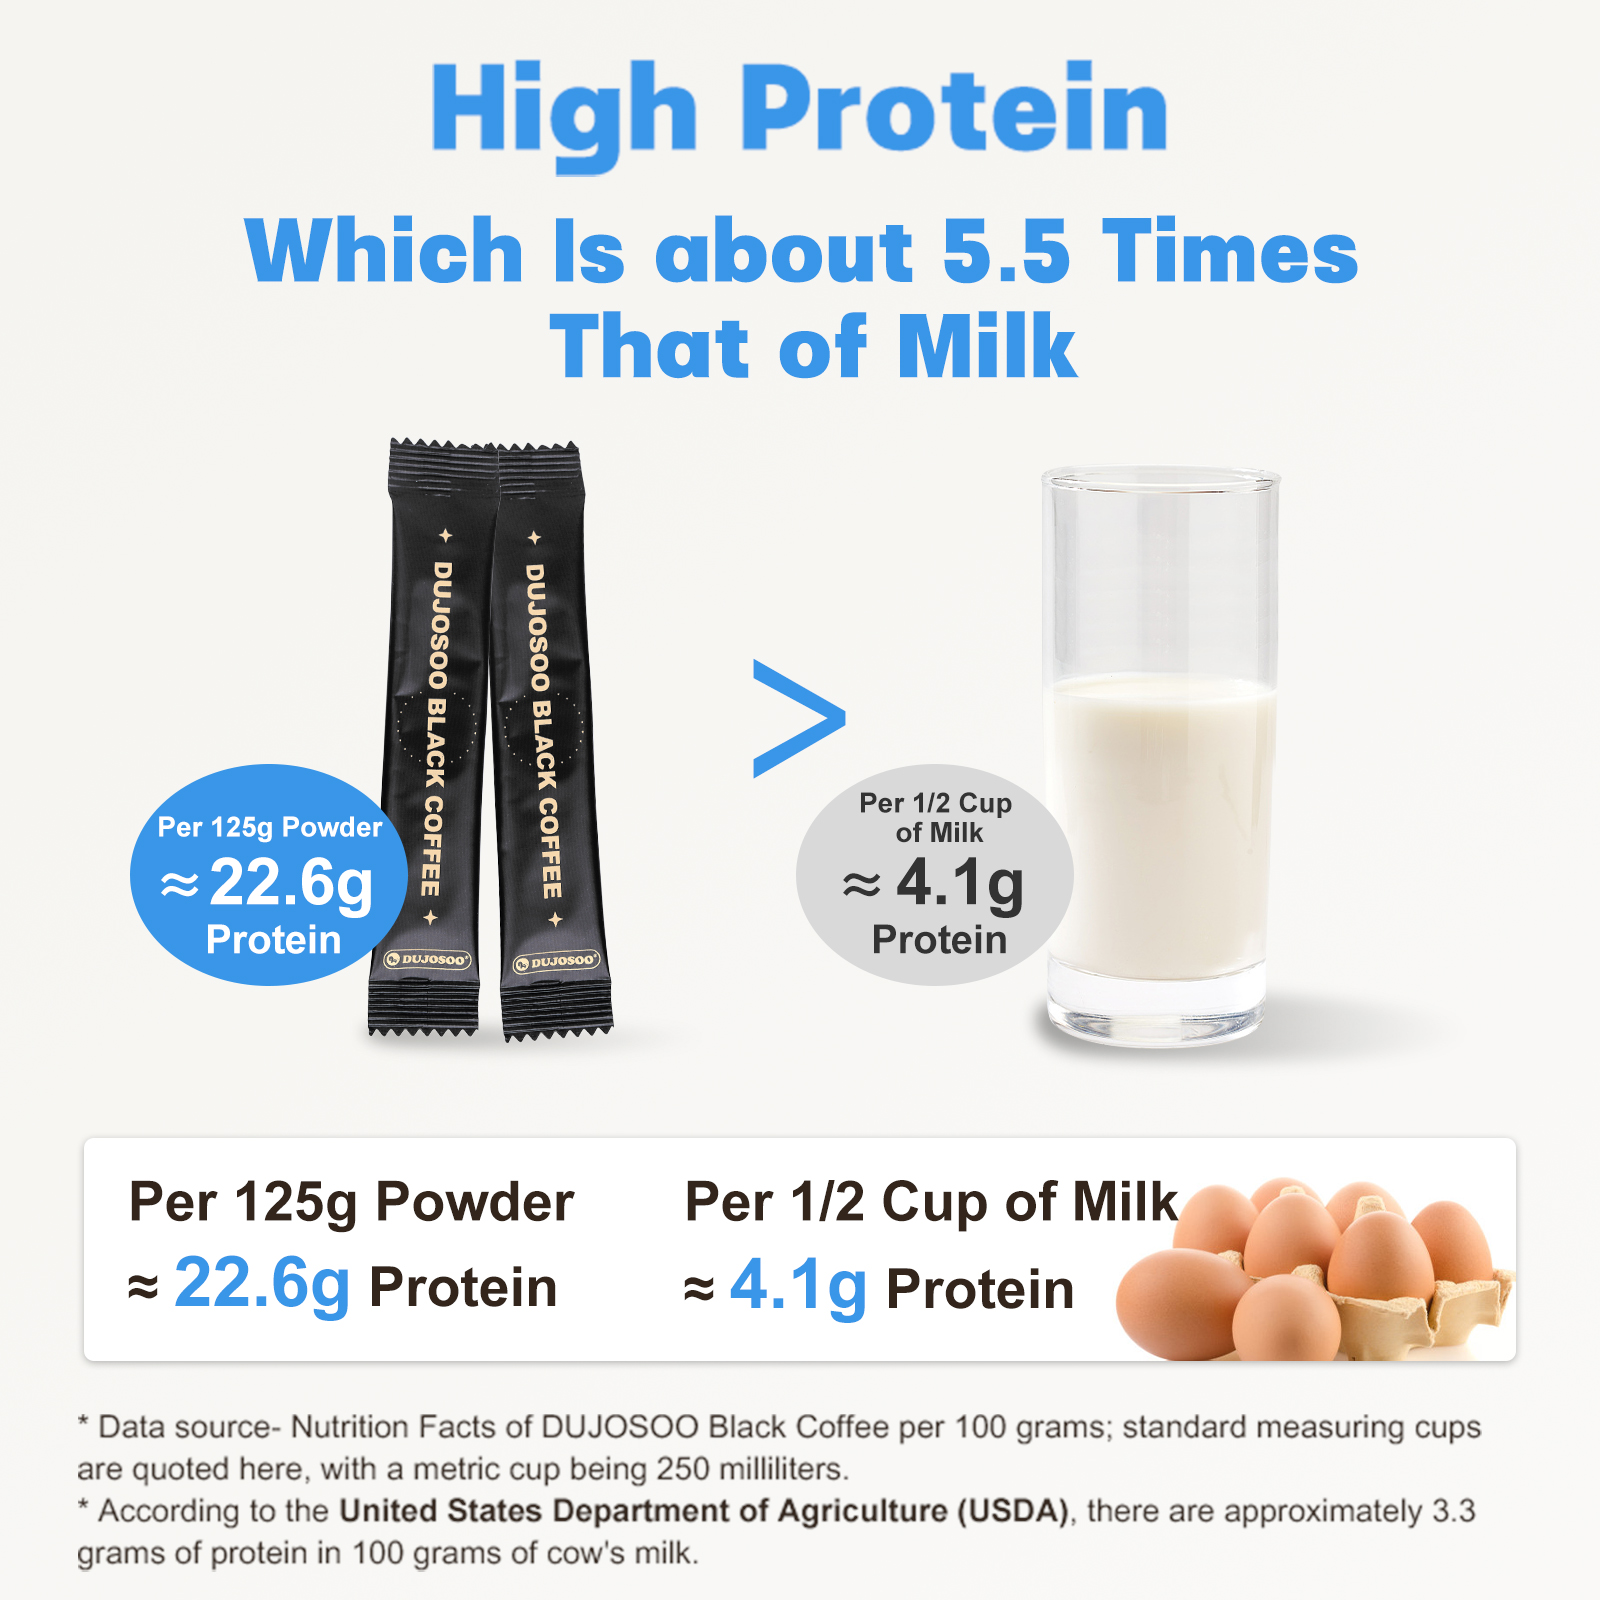 High Protein
Which Is about 5.5 Times
That of Milk
DUJOSOO BLACK COFFEE
DUJOSOO BLACK COFFEE
DUJOSOO
DUJOSOO
Per 125g Powder
≈ 22.6g
Protein
>
Per 1/2 Cup
of Milk
≈ 4.1g
Protein
Per 125g Powder
≈ 22.6g Protein
Per 1/2 Cup of Milk
≈ 4.1g Protein
* Data source- Nutrition Facts of DUJOSOO Black Coffee per 100 grams; standard measuring cups
are quoted here, with a metric cup being 250 milliliters.
* According to the United States Department of Agriculture (USDA), there are approximately 3.3
grams of protein in 100 grams of cow's milk.